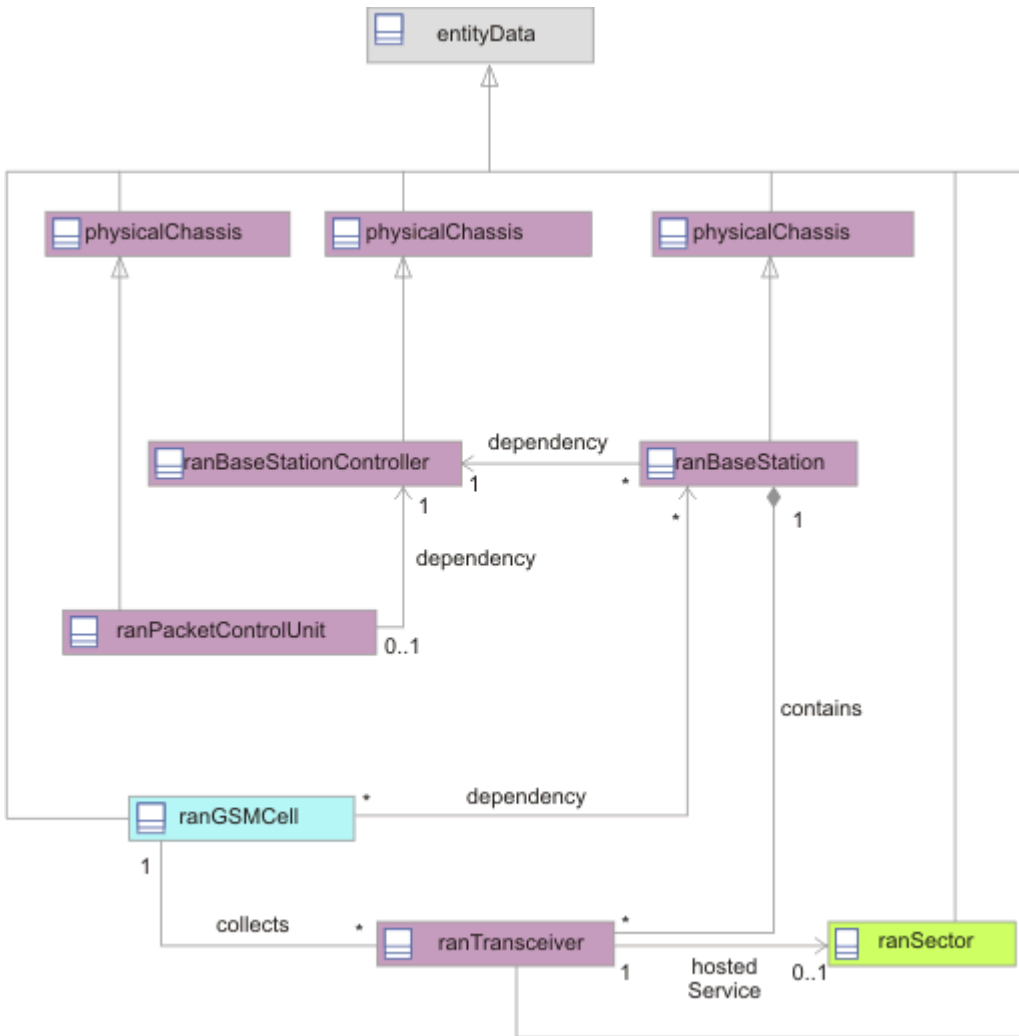 entityData
physicalChassis
physicalChassis
physicalChassis
ranBaseStationController
dependency
ranBaseStation
1
*
1
*
1
dependency
ranPacketControlUnit
0..1
contains
ranGSMCell
*
dependency
1
collects
*
ranTransceiver
*
1
hosted
Service
0..1
ranSector